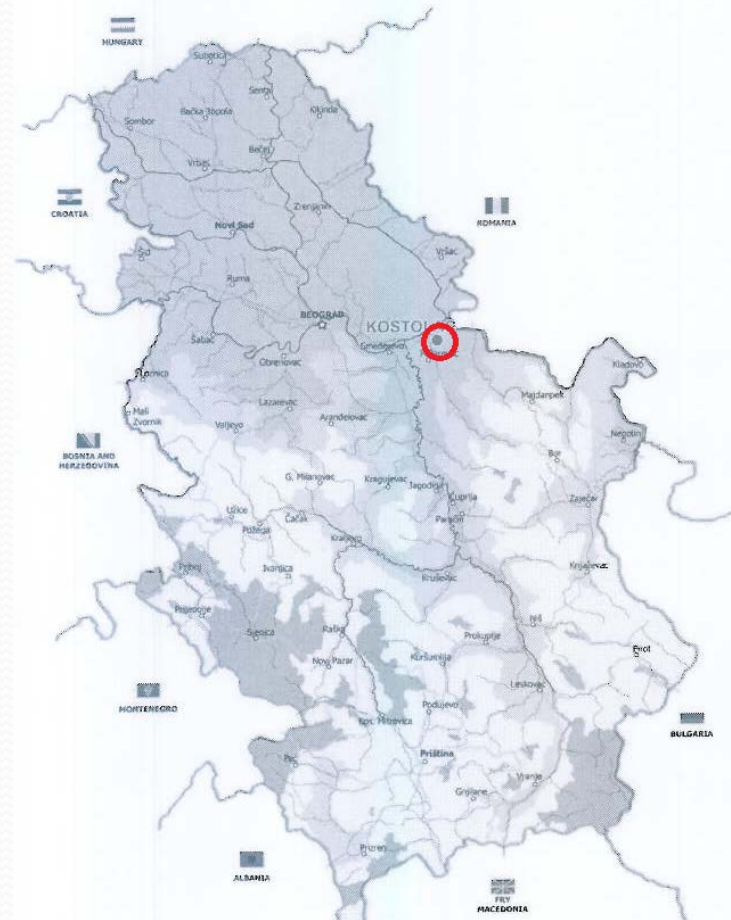 HUNGARY
Subotica
Senta
Kikinda
Bačka Topola
Sombor
Bečej
Vrbas
CROATIA
Zrenjanin
ROMANIA
Novi Sad
Vršac
Ruma
BEOGRAD
KOSTOL
Smederevo
Šabac
Obrenovac
Kladovo
Loznica
Majdanpek
Lazarevac
Mali
Zvornik
Aranđelovac
Valjevo
Negotin
BOSNIA AND
HERZEGOVINA
Bor
G. Milanovac
Kragujevac
Jagodina
Ćuprija
Zaječar
Užice
Čačak
Paraćin
Požega
Kraljevo
Knjaževac
Priboj
Ivanjica
Kruševac
Prijepolje
Niš
Raška
Prokuplje
Sjenica
Pirot
Kuršumlija
Novi Pazar
Leskovac
MONTENEGRO
Podujevo
Kos. Mitrovica
BULGARIA
Priština
Peć
Vranje
Gnjilane
Prizren
ALBANIA
FRY
MACEDONIA